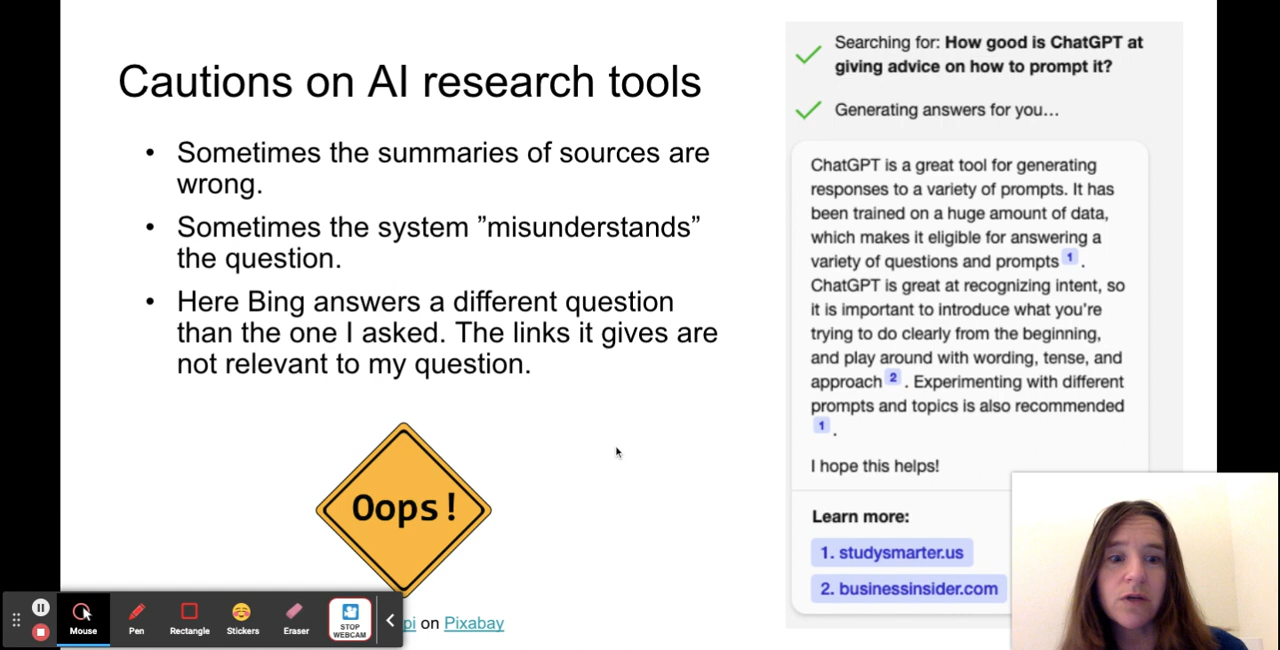 Cautions on AI research tools
• Sometimes the summaries of sources are
wrong.
• Sometimes the system ”misunderstands”
the question.
• Here Bing answers a different question
than the one I asked. The links it gives are
not relevant to my question.
Oops!
pi on Pixabay
Searching for: How good is ChatGPT at
giving advice on how to prompt it?
Generating answers for you...
ChatGPT is a great tool for generating
responses to a variety of prompts. It has
been trained on a huge amount of data,
which makes it eligible for answering a
variety of questions and prompts 1 .
ChatGPT is great at recognizing intent, so
it is important to introduce what you're
trying to do clearly from the beginning,
and play around with wording, tense, and
approach 2 . Experimenting with different
prompts and topics is also recommended
1 .
I hope this helps!
Learn more:
1. studysmarter.us
2. businessinsider.com
Mouse
Pen
Rectangle
Stickers
Eraser
STOP
WEBCAM